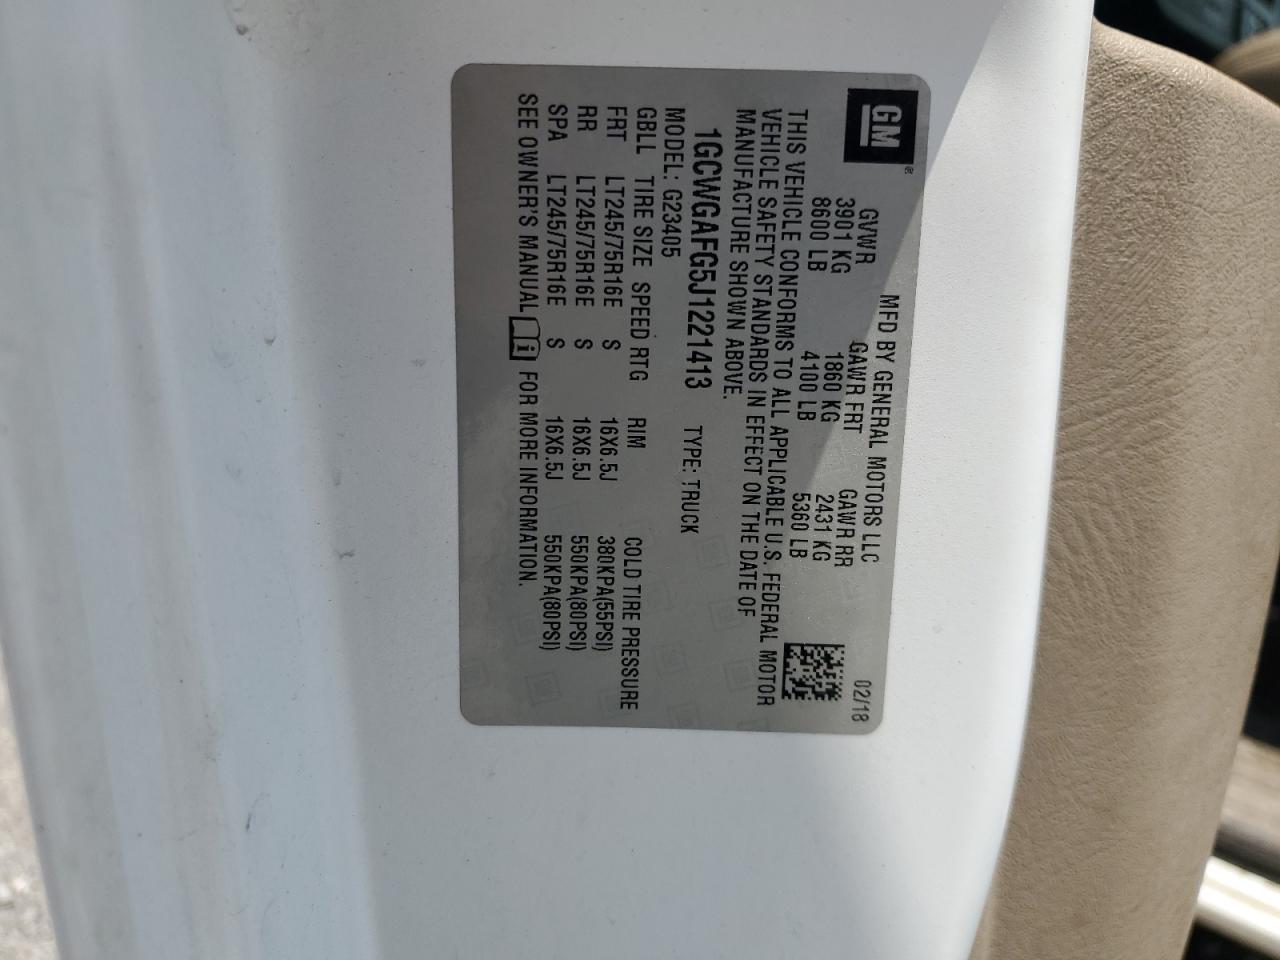 GM®
MFD BY GENERAL MOTORS LLC 02/18
GVWR GAWR FRT GAWR RR
3901 KG 1860 KG 2431 KG
8600 LB 4100 LB 5360 LB
THIS VEHICLE CONFORMS TO ALL APPLICABLE U.S. FEDERAL MOTOR
VEHICLE SAFETY STANDARDS IN EFFECT ON THE DATE OF
MANUFACTURE SHOWN ABOVE.
1GCWGAFG5J1221413 TYPE: TRUCK
MODEL: G23405
GBLL TIRE SIZE SPEED RTG RIM COLD TIRE PRESSURE
FRT LT245/75R16E S 16X6.5J 380KPA(55PSI)
RR LT245/75R16E S 16X6.5J 550KPA(80PSI)
SPA LT245/75R16E S 16X6.5J 550KPA(80PSI)
SEE OWNER'S MANUAL i FOR MORE INFORMATION.